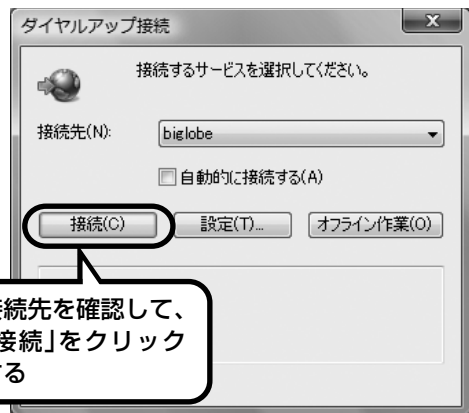 ダイヤルアップ接続
x
接続するサービスを選択してください。
接続先(N):
biglobe
自動的に接続する(A)
接続(C)
設定(T)...
オフライン作業(O)
続先を確認して、
接続」をクリック
る